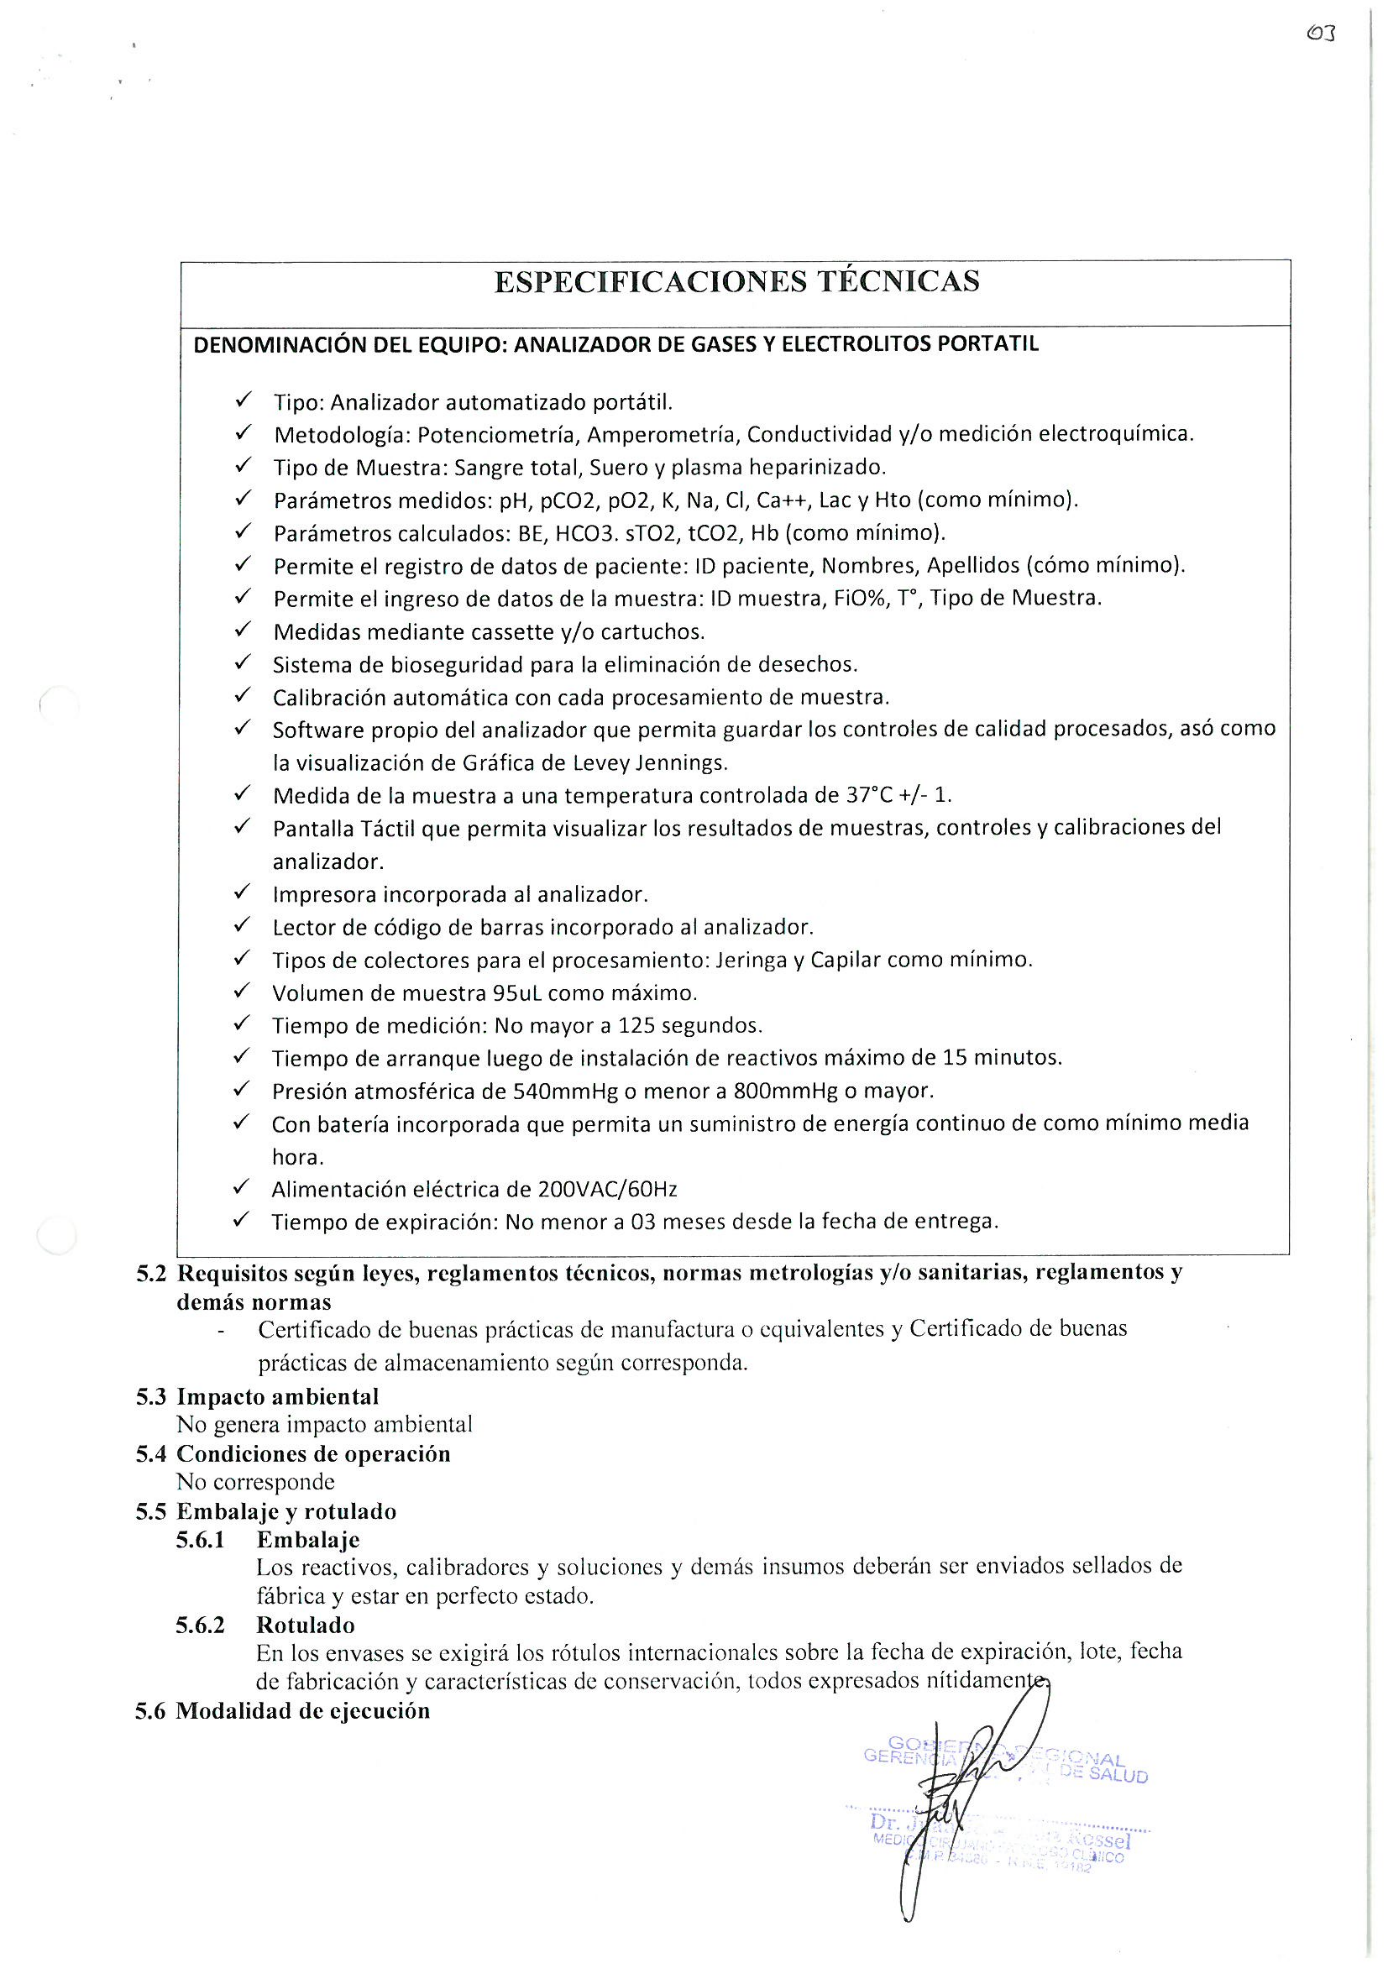 03
ESPECIFICACIONES TÉCNICAS
DENOMINACIÓN DEL EQUIPO: ANALIZADOR DE GASES Y ELECTROLITOS PORTATIL
✓ Tipo: Analizador automatizado portátil.
✓ Metodología: Potenciometría, Amperometría, Conductividad y/o medición electroquímica.
✓ Tipo de Muestra: Sangre total, Suero y plasma heparinizado.
✓ Parámetros medidos: pH, pCO2, pO2, K, Na, Cl, Ca++, Lac y Hto (como mínimo).
✓ Parámetros calculados: BE, HCO3. sTO2, tCO2, Hb (como mínimo).
✓ Permite el registro de datos de paciente: ID paciente, Nombres, Apellidos (cómo mínimo).
✓ Permite el ingreso de datos de la muestra: ID muestra, FiO%, T°, Tipo de Muestra.
✓ Medidas mediante cassette y/o cartuchos.
✓ Sistema de bioseguridad para la eliminación de desechos.
✓ Calibración automática con cada procesamiento de muestra.
✓ Software propio del analizador que permita guardar los controles de calidad procesados, asó como
la visualización de Gráfica de Levey Jennings.
✓ Medida de la muestra a una temperatura controlada de 37°C +/- 1.
✓ Pantalla Táctil que permita visualizar los resultados de muestras, controles y calibraciones del
analizador.
✓ Impresora incorporada al analizador.
✓ Lector de código de barras incorporado al analizador.
✓ Tipos de colectores para el procesamiento: Jeringa y Capilar como mínimo.
✓ Volumen de muestra 95uL como máximo.
✓ Tiempo de medición: No mayor a 125 segundos.
✓ Tiempo de arranque luego de instalación de reactivos máximo de 15 minutos.
✓ Presión atmosférica de 540mmHg o menor a 800mmHg o mayor.
✓ Con batería incorporada que permita un suministro de energía continuo de como mínimo media
hora.
✓ Alimentación eléctrica de 200VAC/60Hz
✓ Tiempo de expiración: No menor a 03 meses desde la fecha de entrega.
5.2 Requisitos según leyes, reglamentos técnicos, normas metrologías y/o sanitarias, reglamentos y
demás normas
- Certificado de buenas prácticas de manufactura o equivalentes y Certificado de buenas
prácticas de almacenamiento según corresponda.
5.3 Impacto ambiental
No genera impacto ambiental
5.4 Condiciones de operación
No corresponde
5.5 Embalaje y rotulado
5.6.1 Embalaje
Los reactivos, calibradores y soluciones y demás insumos deberán ser enviados sellados de
fábrica y estar en perfecto estado.
5.6.2 Rotulado
En los envases se exigirá los rótulos internacionales sobre la fecha de expiración, lote, fecha
de fabricación y características de conservación, todos expresados nítidamente.
5.6 Modalidad de ejecución
GOBIERNO REGIONAL
GERENCIA DE SALUD
Dr. Rossel
MEDICO CIRUJANO CLINICO
C.M.P. R.N.E.